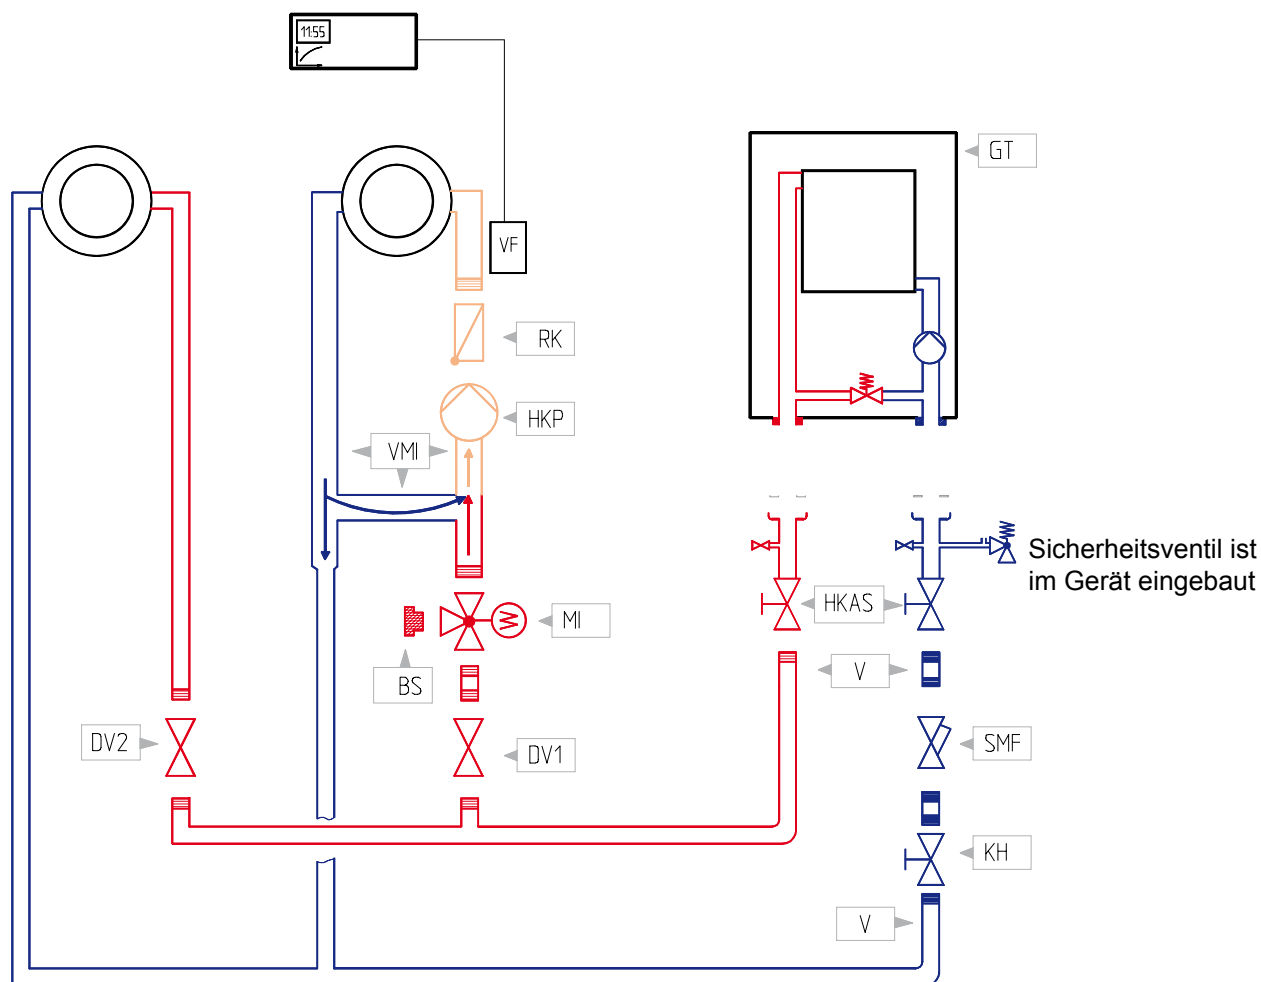 11:55
GT
VF
RK
HKP
VMI
Sicherheitsventil ist
im Gerät eingebaut
HKAS
MI
BS
V
DV2
DV1
SMF
KH
V